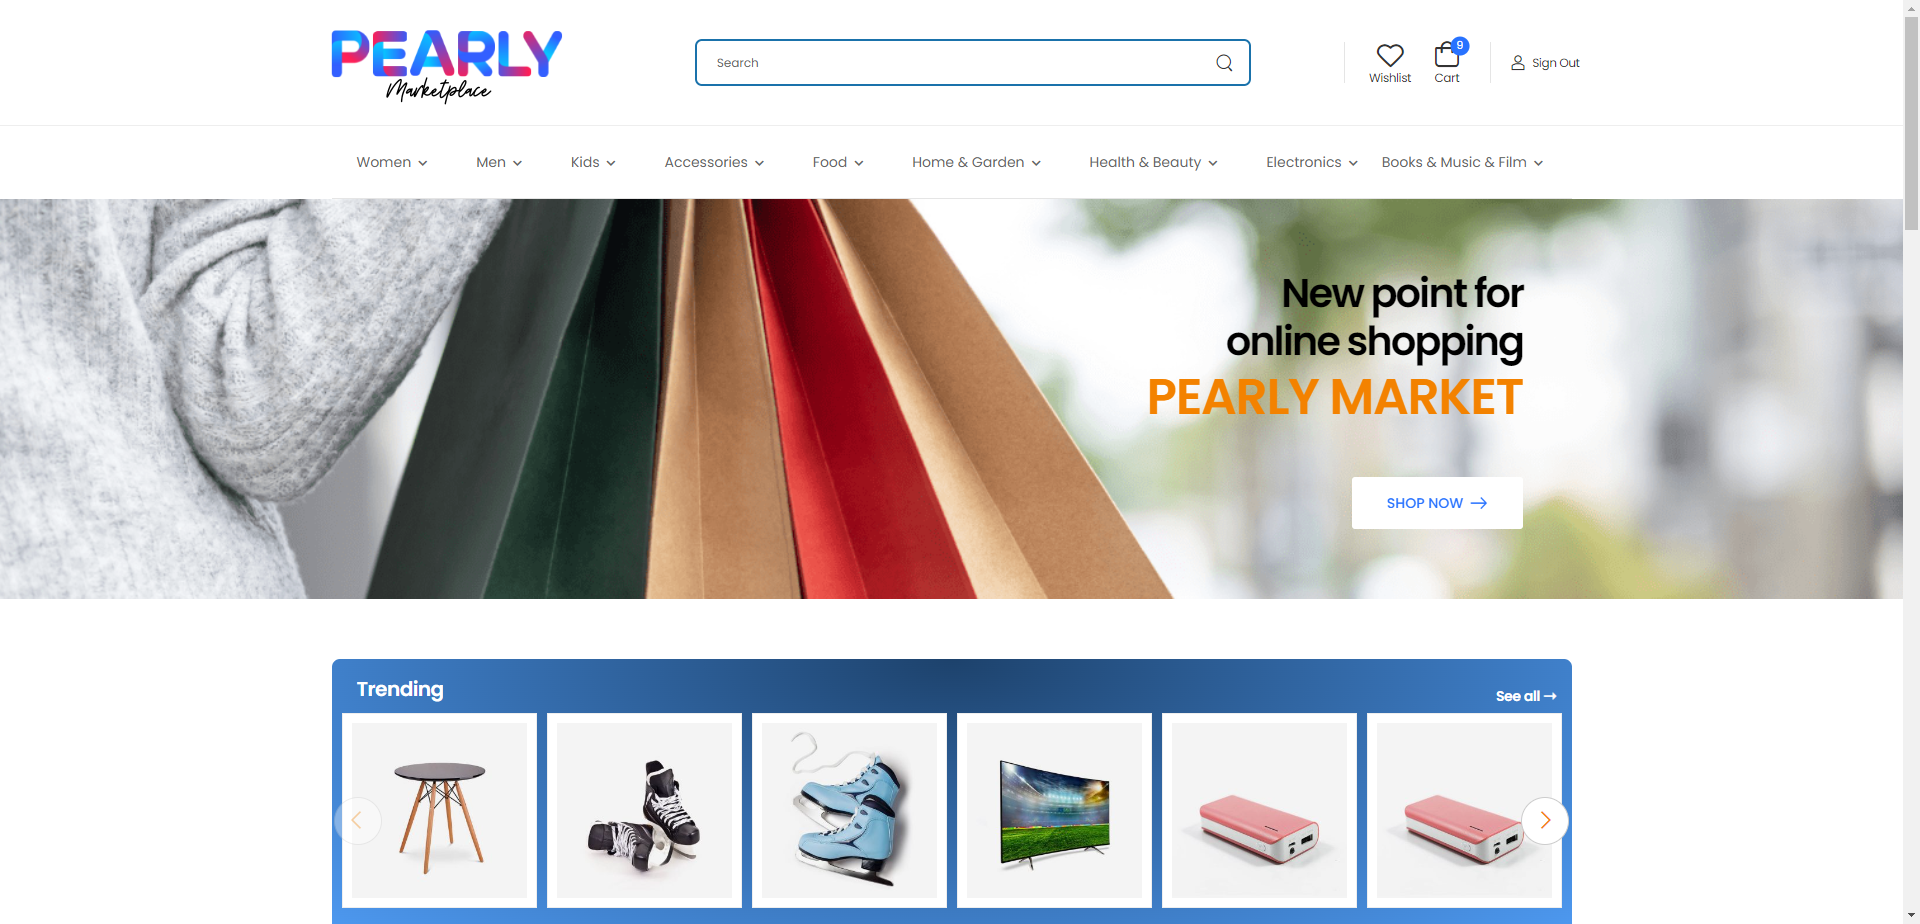 PEARLY
Marketplace
Search
Wishlist
9
Cart
Sign Out
Women
Men
Kids
Accessories
Food
Home & Garden
Health & Beauty
Electronics
Books & Music & Film
New point for
online shopping
PEARLY MARKET
SHOP NOW →
Trending
See all →